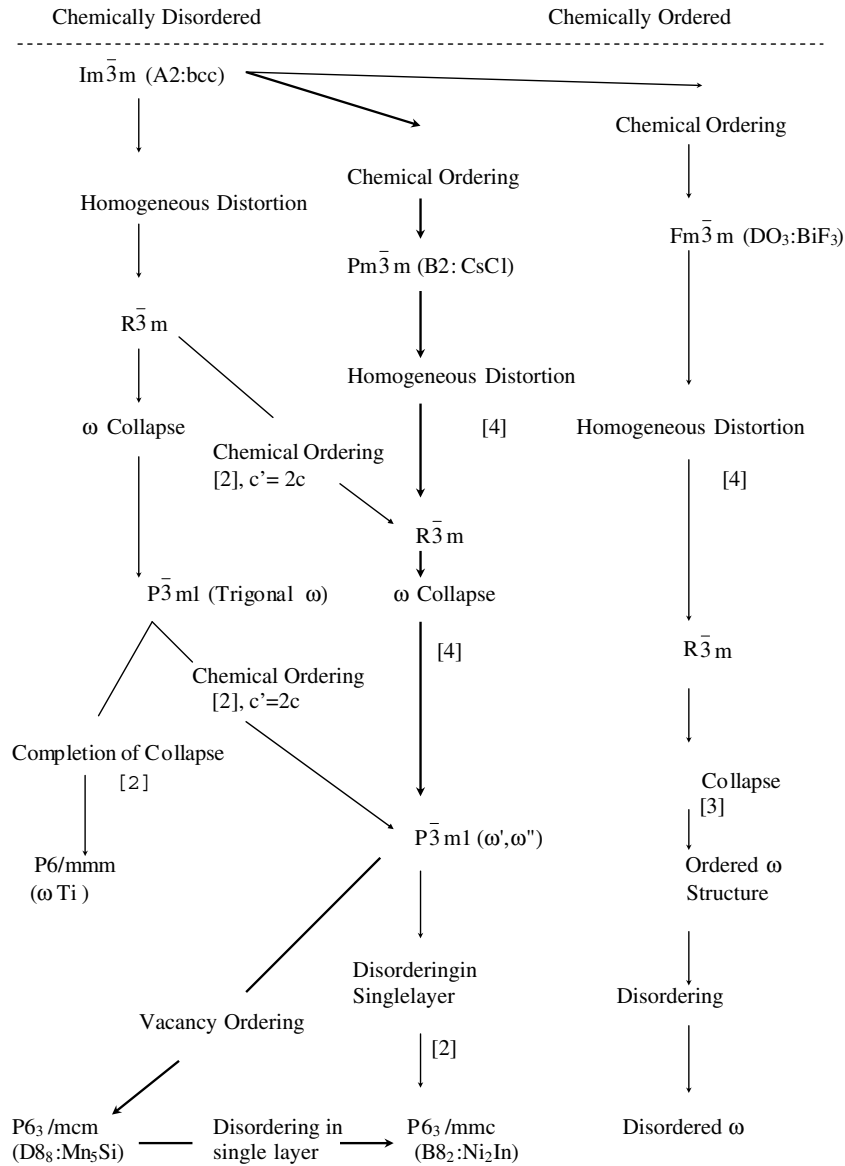 Chemically Disordered
Chemically Ordered
Im3̄m (A2:bcc)
Chemical Ordering
Chemical Ordering
Homogeneous Distortion
Fm3̄m (DO₃:BiF₃)
Pm3̄m (B2: CsCl)
R3̄m
Homogeneous Distortion
ω Collapse
[4]
Homogeneous Distortion
Chemical Ordering
[2], c’= 2c
[4]
R3̄m
P3̄m1 (Trigonal ω)
ω Collapse
[4]
R3̄m
Chemical Ordering
[2], c’=2c
Completion of Collapse
[2]
Collapse
[3]
P3̄m1 (ω',ω")
P6/mmm
(ω Ti )
Ordered ω
Structure
Disorderingin
Singlelayer
Disordering
Vacancy Ordering
[2]
P6₃/mcm
(D8₈:Mn₅Si)
Disordering in
single layer
P6₃/mmc
(B8₂:Ni₂In)
Disordered ω